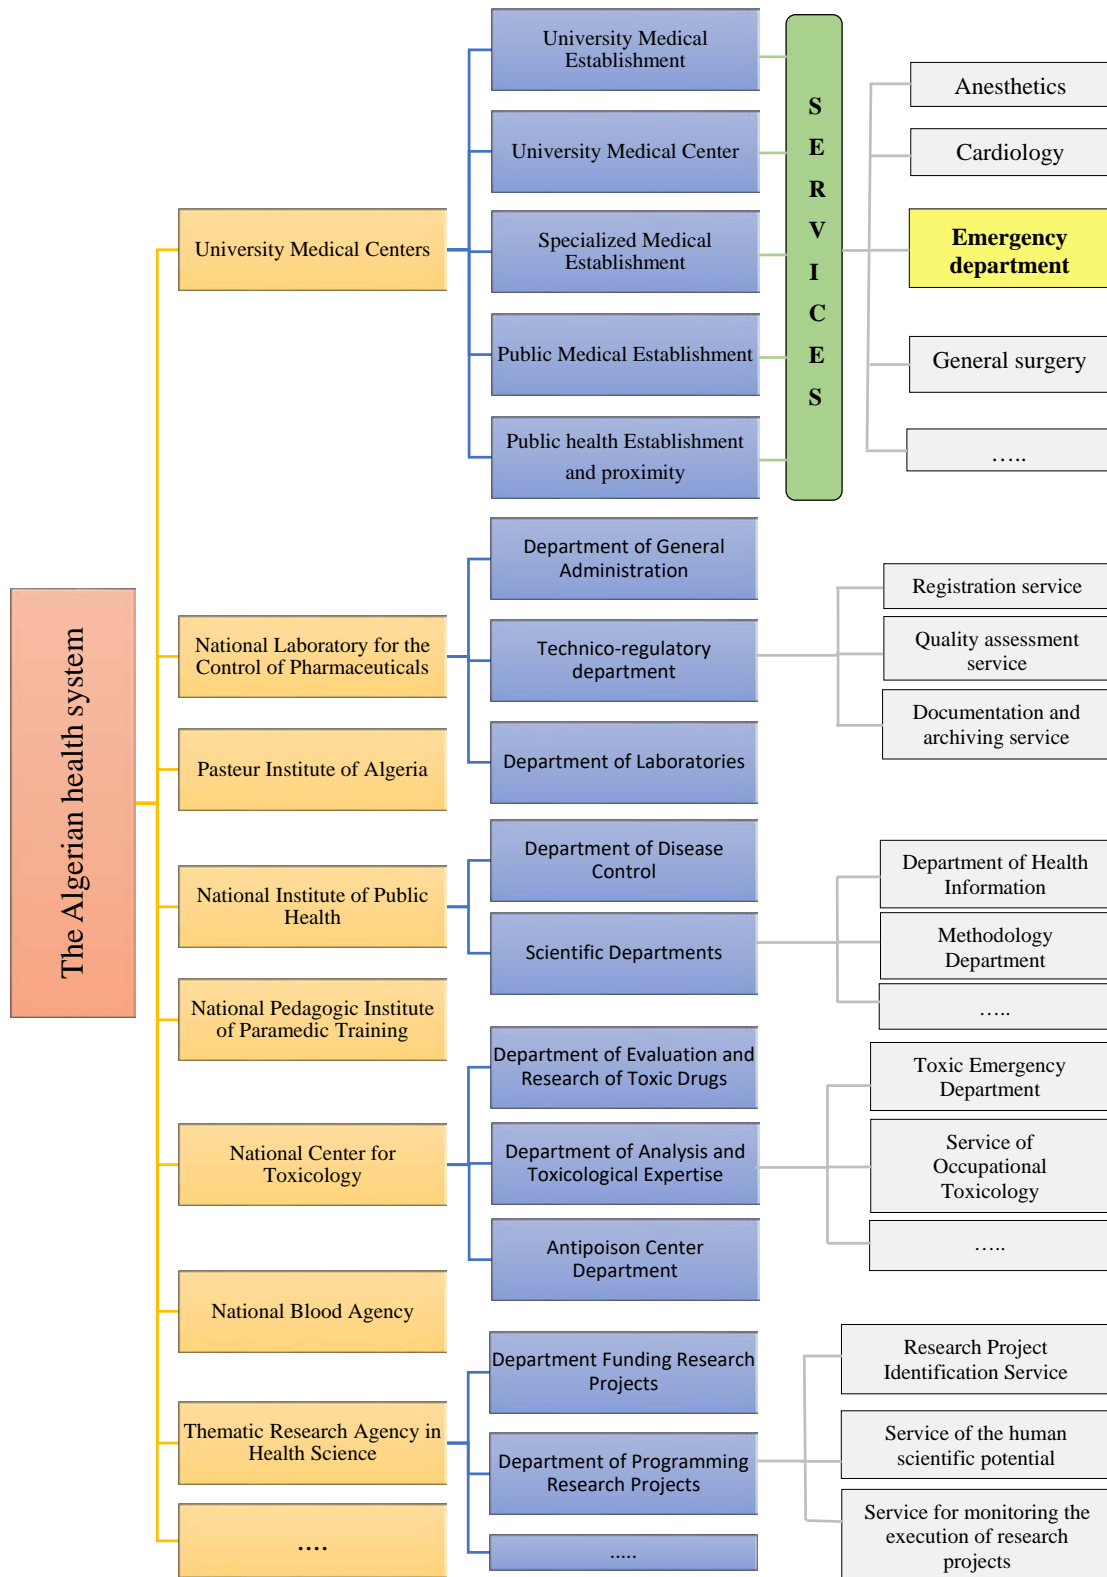 The Algerian health system
University Medical Centers
National Laboratory for the
Control of Pharmaceuticals
Pasteur Institute of Algeria
National Institute of Public
Health
National Pedagogic Institute
of Paramedic Training
National Center for
Toxicology
National Blood Agency
Thematic Research Agency in
Health Science
....
University Medical
Establishment
University Medical Center
Specialized Medical
Establishment
Public Medical Establishment
Public health Establishment
and proximity
SERVICES
Anesthetics
Cardiology
Emergency
department
General surgery
.....
Department of General
Administration
Technico-regulatory
department
Department of Laboratories
Registration service
Quality assessment
service
Documentation and
archiving service
Department of Disease
Control
Scientific Departments
Department of Health
Information
Methodology
Department
.....
Department of Evaluation and
Research of Toxic Drugs
Department of Analysis and
Toxicological Expertise
Antipoison Center
Department
Toxic Emergency
Department
Service of
Occupational
Toxicology
.....
Department Funding Research
Projects
Department of Programming
Research Projects
.....
Research Project
Identification Service
Service of the human
scientific potential
Service for monitoring the
execution of research
projects